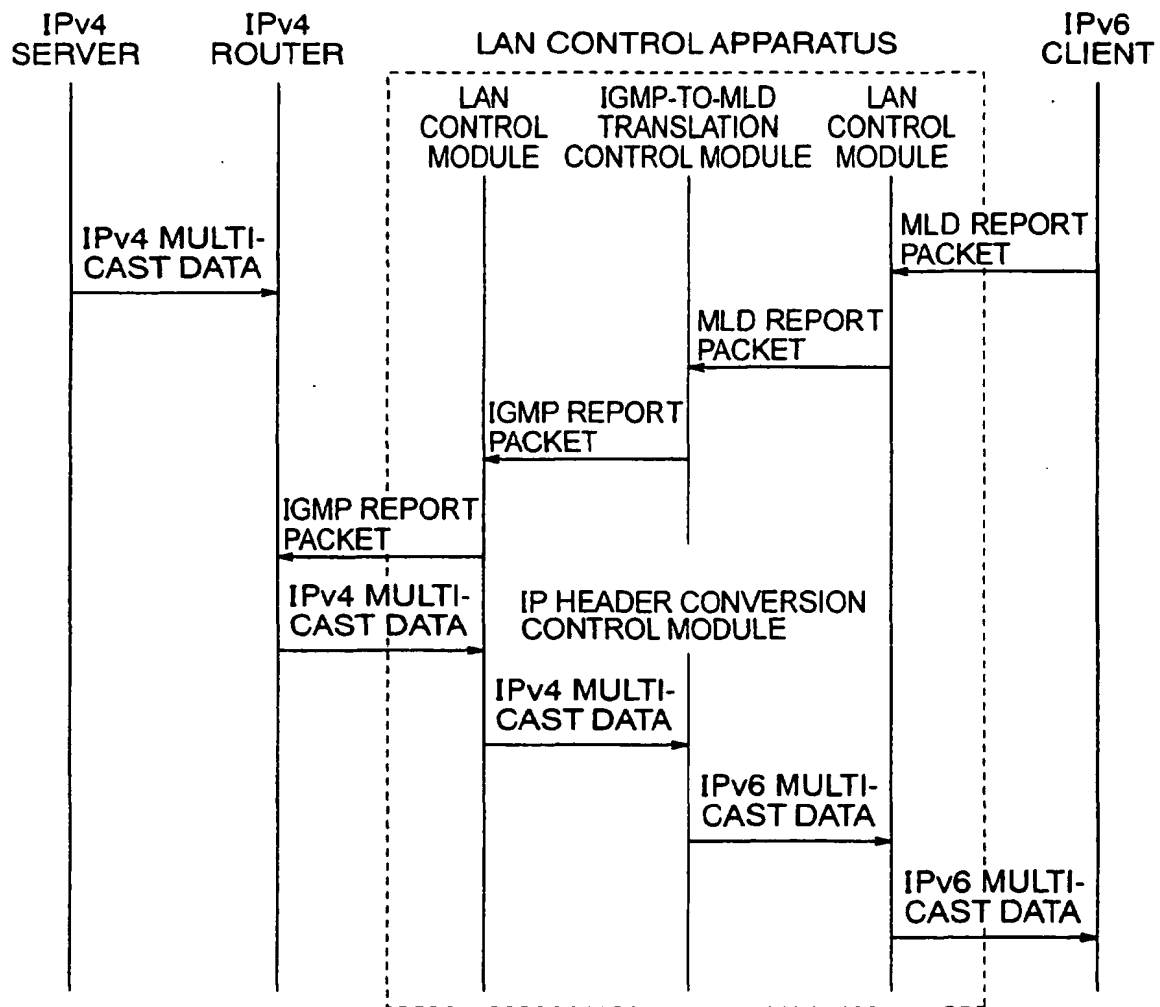 IPv4
SERVER
IPv4
ROUTER
LAN CONTROL APPARATUS
IPv6
CLIENT
LAN
CONTROL
MODULE
IGMP-TO-MLD
TRANSLATION
CONTROL MODULE
LAN
CONTROL
MODULE
IPv4 MULTI-
CAST DATA
MLD REPORT
PACKET
MLD REPORT
PACKET
IGMP REPORT
PACKET
IGMP REPORT
PACKET
IPv4 MULTI-
CAST DATA
IP HEADER CONVERSION
CONTROL MODULE
IPv4 MULTI-
CAST DATA
IPv6 MULTI-
CAST DATA
IPv6 MULTI-
CAST DATA